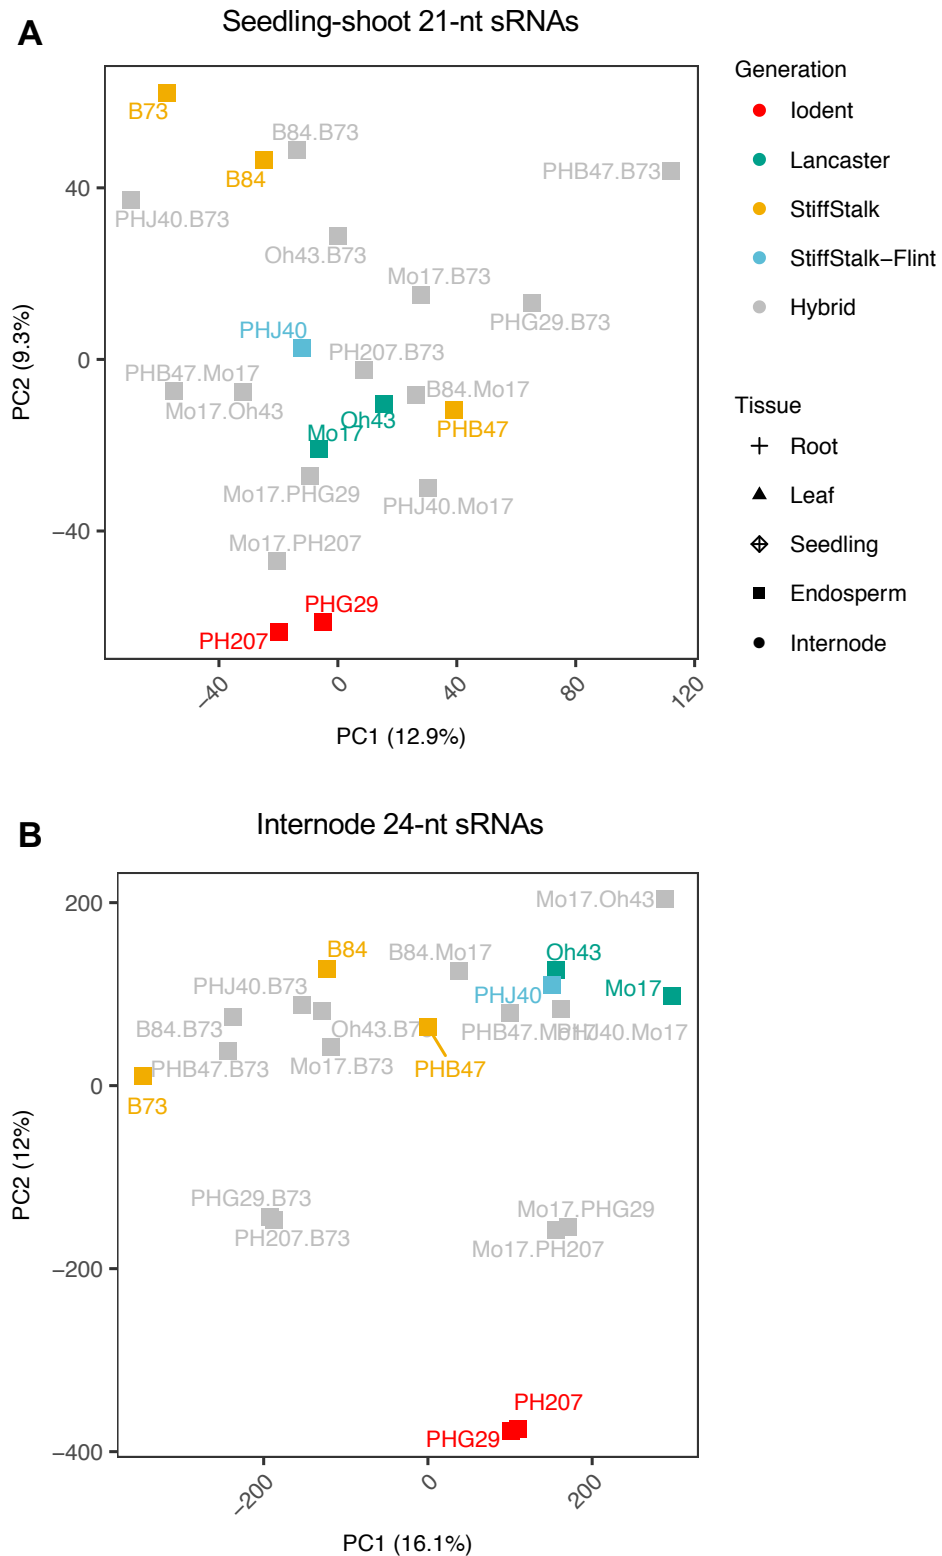 A
Seedling-shoot 21-nt sRNAs
B73
B84.B73
B84
PHB47.B73
PHJ40.B73
Oh43.B73
Mo17.B73
PHG29.B73
PHJ40
PH207.B73
PHB47.Mo17
B84.Mo17
Mo17.Oh43
Oh43
PHB47
Mo17
Mo17.PHG29
PHJ40.Mo17
Mo17.PH207
PHG29
PH207
40
0
−40
PC2 (9.3%)
−40
0
40
80
120
PC1 (12.9%)
Generation
Iodent
Lancaster
StiffStalk
StiffStalk−Flint
Hybrid
Tissue
Root
Leaf
Seedling
Endosperm
Internode
B
Internode 24-nt sRNAs
Mo17.Oh43
B84
B84.Mo17
Oh43
PHJ40.B73
PHJ40
Mo17
B84.B73
Oh43.B73
PHB47.Mo17
PHJ40.Mo17
PHB47.B73
Mo17.B73
PHB47
B73
PHG29.B73
PH207.B73
Mo17.PHG29
Mo17.PH207
PH207
PHG29
200
0
−200
−400
PC2 (12%)
−200
0
200
PC1 (16.1%)